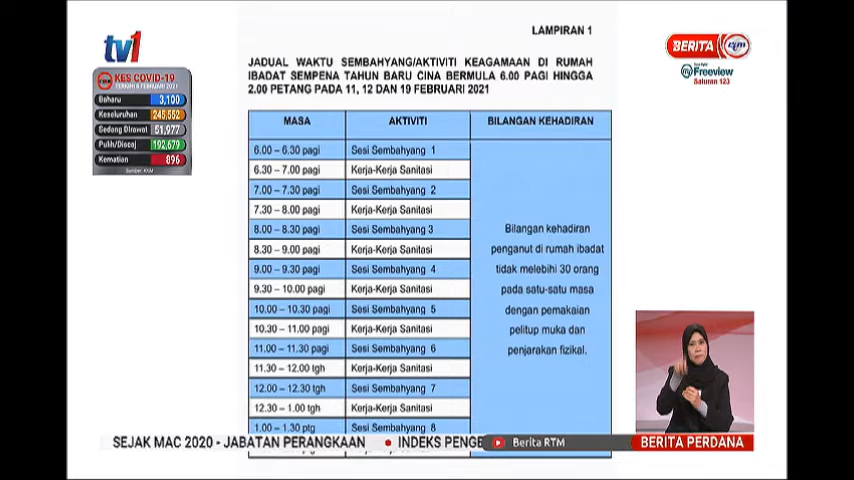 LAMPIRAN 1
tv1
BERITA rtm
Freeview
Saluran 123
JADUAL WAKTU SEMBAHYANG/AKTIVITI KEAGAMAAN DI RUMAH
IBADAT SEMPENA TAHUN BARU CINA BERMULA 6.00 PAGI HINGGA
2.00 PETANG PADA 11, 12 DAN 19 FEBRUARI 2021
KES COVID-19
TERKINI 8 FEBRUARI 2021
Baharu 3,100
Keseluruhan 245,552
Sedang Dirawat 51,977
Pulih/Discaj 192,679
Kematian 896
Sumber: KKM
MASA AKTIVITI BILANGAN KEHADIRAN
6.00 – 6.30 pagi Sesi Sembahyang 1
6.30 – 7.00 pagi Kerja-Kerja Sanitasi
7.00 – 7.30 pagi Sesi Sembahyang 2
7.30 – 8.00 pagi Kerja-Kerja Sanitasi
8.00 – 8.30 pagi Sesi Sembahyang 3
8.30 – 9.00 pagi Kerja-Kerja Sanitasi
9.00 – 9.30 pagi Sesi Sembahyang 4
9.30 – 10.00 pagi Kerja-Kerja Sanitasi
10.00 – 10.30 pagi Sesi Sembahyang 5
10.30 – 11.00 pagi Kerja-Kerja Sanitasi
11.00 – 11.30 pagi Sesi Sembahyang 6
11.30 – 12.00 tgh Kerja-Kerja Sanitasi
12.00 – 12.30 tgh Sesi Sembahyang 7
12.30 – 1.00 tgh Kerja-Kerja Sanitasi
1.00 – 1.30 ptg Sesi Sembahyang 8
Bilangan kehadiran
penganut di rumah ibadat
tidak melebihi 30 orang
pada satu-satu masa
dengan pemakaian
pelitup muka dan
penjarakan fizikal.
SEJAK MAC 2020 - JABATAN PERANGKAAN • INDEKS PENGE
Berita RTM
BERITA PERDANA